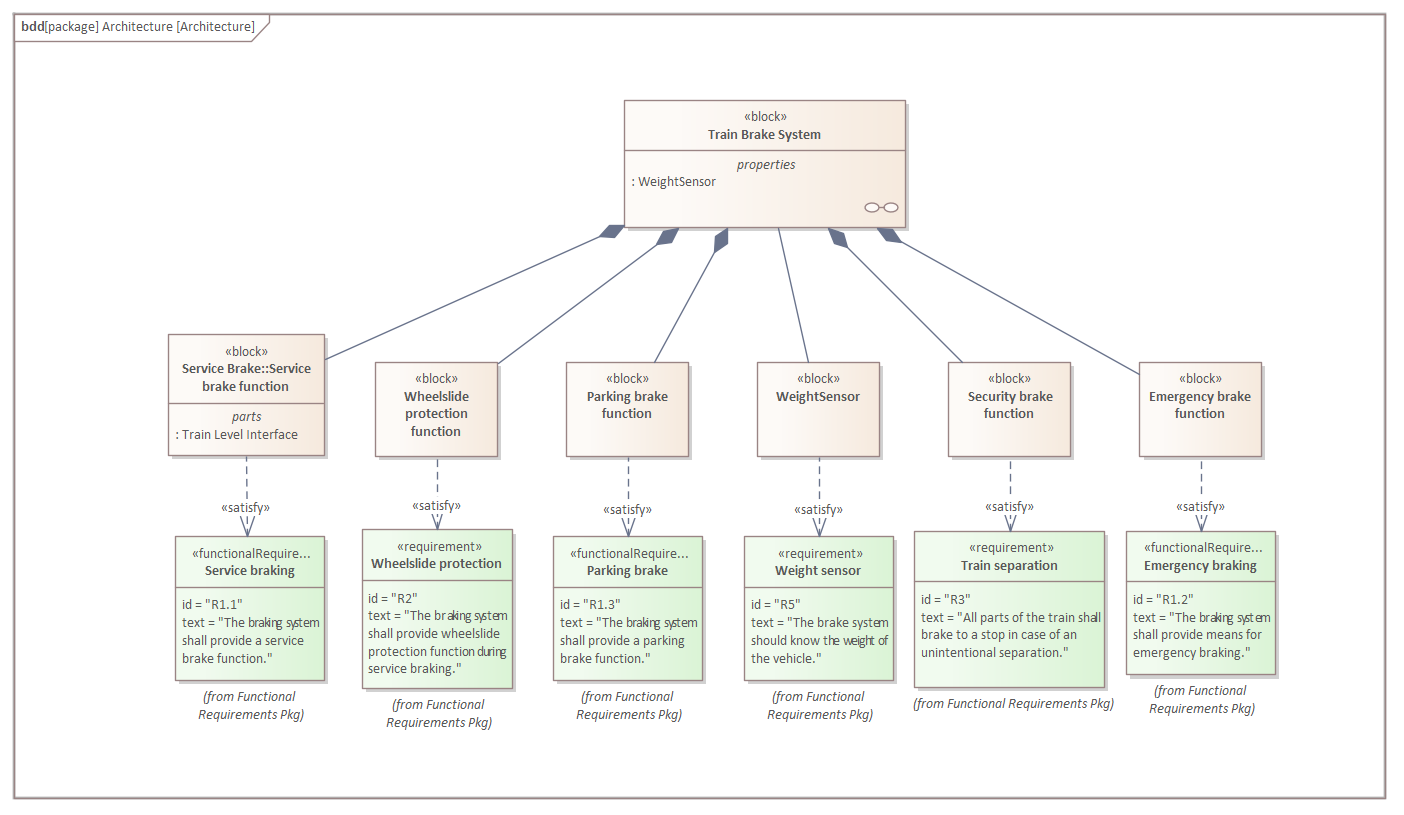 bdd[package] Architecture [Architecture]
«block»
Train Brake System
properties
: WeightSensor
«block»
Service Brake::Service
brake function
parts
: Train Level Interface
«block»
Wheelslide
protection
function
«block»
Parking brake
function
«block»
WeightSensor
«block»
Security brake
function
«block»
Emergency brake
function
«satisfy»
«satisfy»
«satisfy»
«satisfy»
«satisfy»
«satisfy»
«functionalRequire...
Service braking
id = "R1.1"
text = "The braking system
shall provide a service
brake function."
(from Functional
Requirements Pkg)
«requirement»
Wheelslide protection
id = "R2"
text = "The braking system
shall provide wheelslide
protection function during
service braking."
(from Functional
Requirements Pkg)
«functionalRequire...
Parking brake
id = "R1.3"
text = "The braking system
shall provide a parking
brake function."
(from Functional
Requirements Pkg)
«requirement»
Weight sensor
id = "R5"
text = "The brake system
should know the weight of
the vehicle."
(from Functional
Requirements Pkg)
«requirement»
Train separation
id = "R3"
text = "All parts of the train shall
brake to a stop in case of an
unintentional separation."
(from Functional Requirements Pkg)
«functionalRequire...
Emergency braking
id = "R1.2"
text = "The braking system
shall provide means for
emergency braking."
(from Functional
Requirements Pkg)